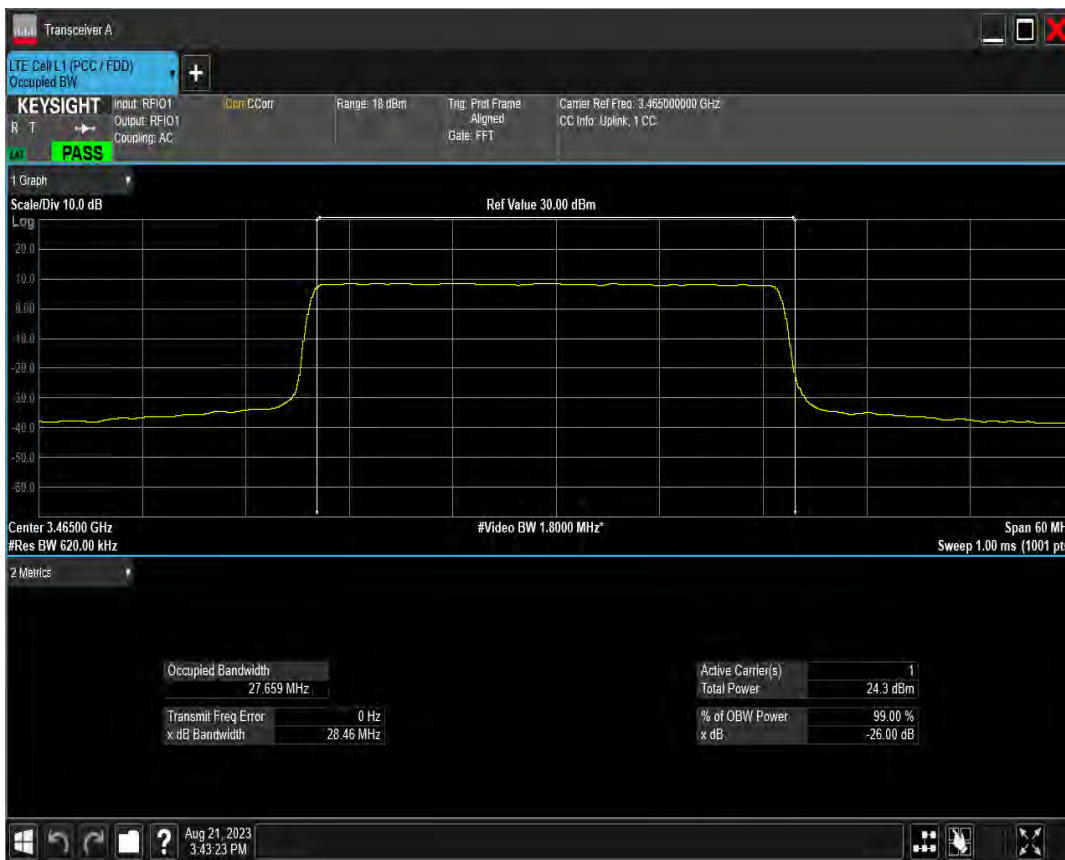 Transceiver A
LTE Cell L1 (PCC / FDD)
Occupied BW
+
KEYSIGHT
R T
PASS
Input: RFIO1
Output: RFIO1
Coupling: AC
Corr CCorr
Range: 18 dBm
Trig: Prot Frame
Aligned
Gate: FFT
Carrier Ref Freq: 3.465000000 GHz
CC Info: Uplink, 1 CC
1 Graph
Scale/Div 10.0 dB
Ref Value 30.00 dBm
Log
20.0
10.0
0.00
-10.0
-20.0
-30.0
-40.0
-50.0
-60.0
Center 3.46500 GHz
#Video BW 1.8000 MHz*
Span 60 MH
#Res BW 620.00 kHz
Sweep 1.00 ms (1001 pt
2 Metrics
Occupied Bandwidth
27.659 MHz
Transmit Freq Error 0 Hz
x dB Bandwidth 28.46 MHz
Active Carrier(s) 1
Total Power 24.3 dBm
% of OBW Power 99.00 %
x dB -26.00 dB
?
Aug 21, 2023
3:43:23 PM